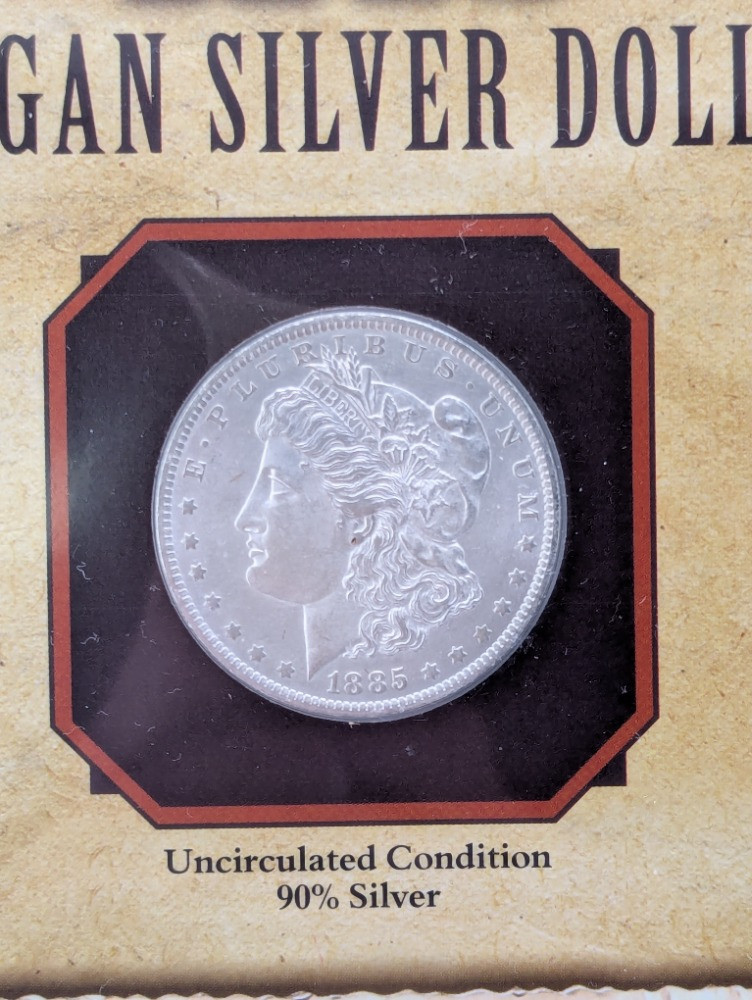 GAN SILVER DOLL
E · PLURIBUS · UNUM
LIBERTY
1885
Uncirculated Condition
90% Silver